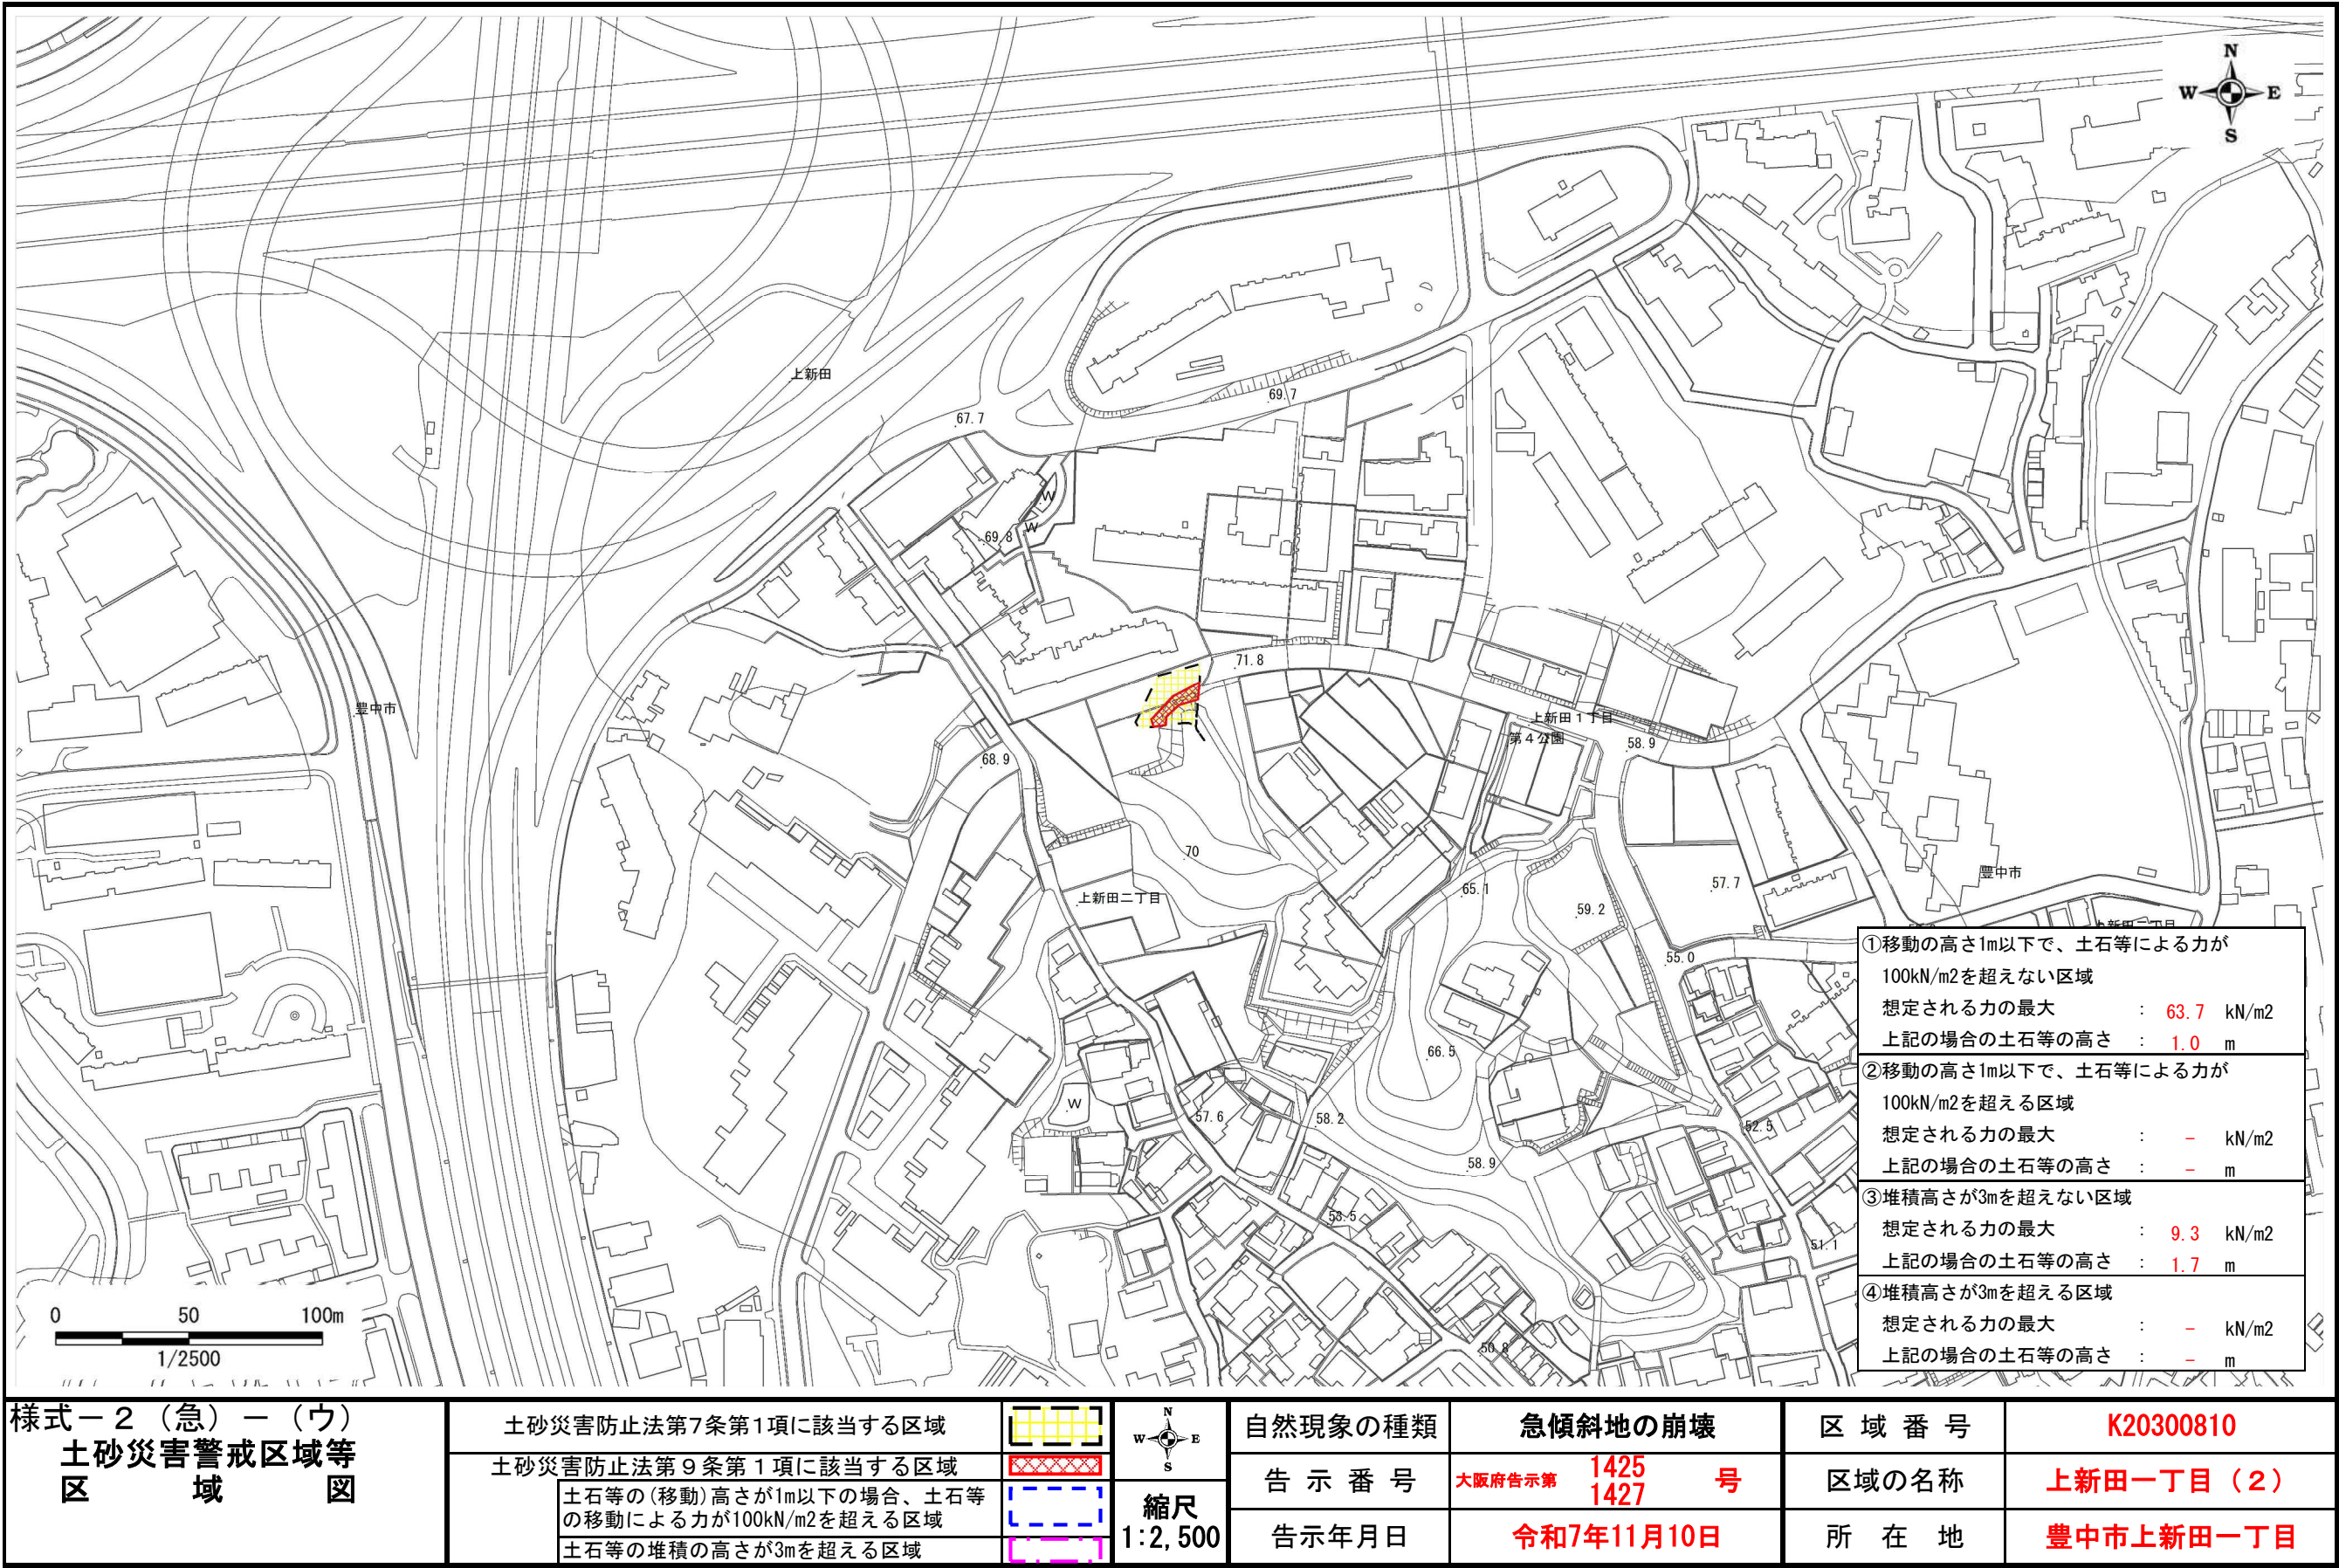 N
W E
S
上新田
67.7
69.7
69.8
W
W
71.8
豊中市
上新田1丁目
第4公園
58.9
68.9
70
上新田二丁目
65.1
59.2
57.7
豊中市
55.0
66.5
W
57.6
58.2
52.5
58.9
53.5
51.1
50.8
①移動の高さ1m以下で、土石等による力が
100kN/m2を超えない区域
想定される力の最大 : 63.7 kN/m2
上記の場合の土石等の高さ : 1.0 m
②移動の高さ1m以下で、土石等による力が
100kN/m2を超える区域
想定される力の最大 : － kN/m2
上記の場合の土石等の高さ : － m
③堆積高さが3mを超えない区域
想定される力の最大 : 9.3 kN/m2
上記の場合の土石等の高さ : 1.7 m
④堆積高さが3mを超える区域
想定される力の最大 : － kN/m2
上記の場合の土石等の高さ : － m
0 50 100m
1/2500
様式－2（急）－（ウ）
土砂災害警戒区域等
区域図
土砂災害防止法第7条第1項に該当する区域
土砂災害防止法第9条第1項に該当する区域
土石等の(移動)高さが1m以下の場合、土石等
の移動による力が100kN/m2を超える区域
土石等の堆積の高さが3mを超える区域
N
W E
S
縮尺
1:2,500
自然現象の種類 急傾斜地の崩壊
告示番号 大阪府告示第 1425 1427 号
告示年月日 令和7年11月10日
区域番号 K20300810
区域の名称 上新田一丁目（2）
所在地 豊中市上新田一丁目